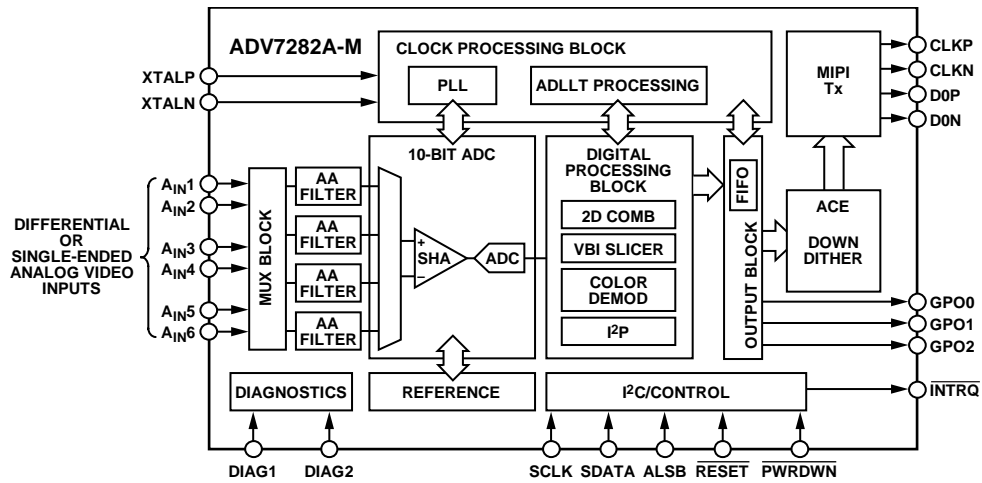 ADV7282A-M
CLOCK PROCESSING BLOCK
PLL
ADLLT PROCESSING
XTALP
XTALN
MIPI
Tx
CLKP
CLKN
D0P
D0N
10-BIT ADC
DIGITAL
PROCESSING
BLOCK
FIFO
OUTPUT BLOCK
ACE
DOWN
DITHER
DIFFERENTIAL
OR
SINGLE-ENDED
ANALOG VIDEO
INPUTS
AIN1
AIN2
AIN3
AIN4
AIN5
AIN6
MUX BLOCK
AA
FILTER
AA
FILTER
AA
FILTER
AA
FILTER
+
SHA
−
ADC
2D COMB
VBI SLICER
COLOR
DEMOD
I2P
GPO0
GPO1
GPO2
DIAGNOSTICS
REFERENCE
I2C/CONTROL
INTRQ
DIAG1
DIAG2
SCLK
SDATA
ALSB
RESET
PWRDWN